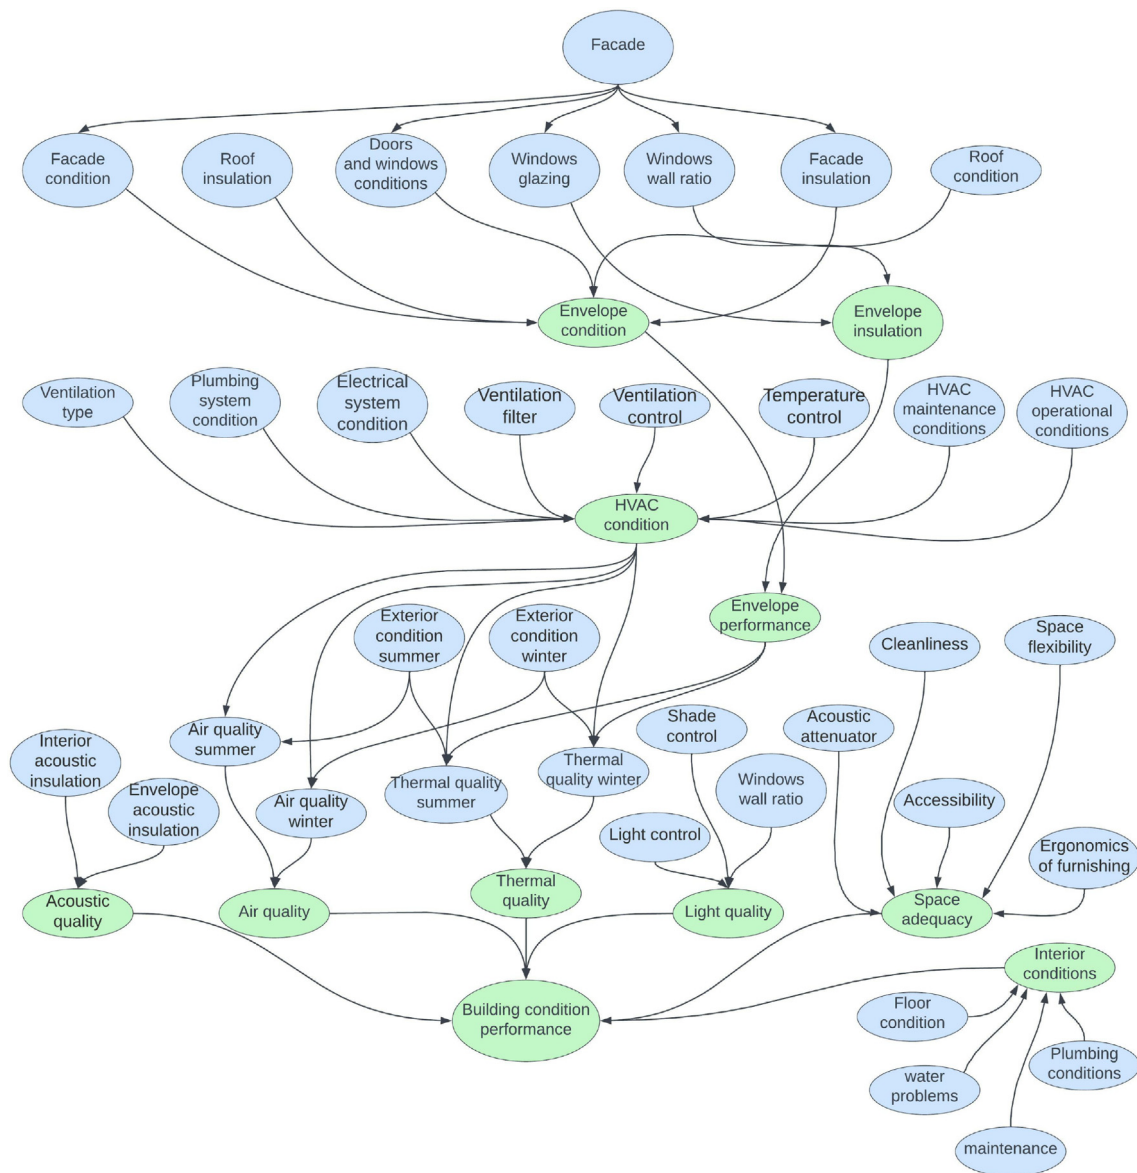 Facade
Facade
condition
Roof
insulation
Doors
and windows
conditions
Windows
glazing
Windows
wall ratio
Facade
insulation
Roof
condition
Envelope
condition
Envelope
insulation
Ventilation
type
Plumbing
system
condition
Electrical
system
condition
Ventilation
filter
Ventilation
control
Temperature
control
HVAC
maintenance
conditions
HVAC
operational
conditions
HVAC
condition
Envelope
performance
Exterior
condition
summer
Exterior
condition
winter
Cleanliness
Space
flexibility
Air quality
summer
Interior
acoustic
insulation
Envelope
acoustic
insulation
Air quality
winter
Thermal quality
summer
Thermal
quality winter
Shade
control
Windows
wall ratio
Light control
Acoustic
attenuator
Accessibility
Ergonomics
of furnishing
Acoustic
quality
Air quality
Thermal
quality
Light quality
Space
adequacy
Interior
conditions
Building condition
performance
Floor
condition
water
problems
Plumbing
conditions
maintenance